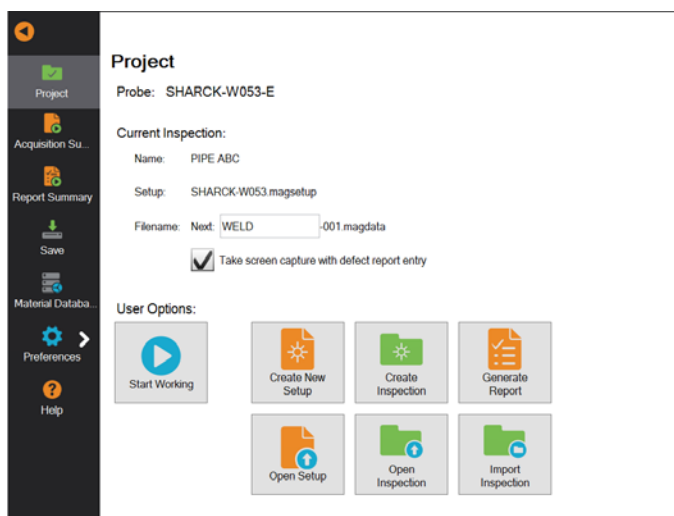 Project
Acquisition Su...
Report Summary
Save
Material Databa...
Preferences
Help
Project
Probe: SHARCK-W053-E
Current Inspection:
Name: PIPE ABC
Setup: SHARCK-W053.magsetup
Filename: Next: WELD -001.magdata
Take screen capture with defect report entry
User Options:
Start Working
Create New
Setup
Create
Inspection
Generate
Report
Open Setup
Open
Inspection
Import
Inspection